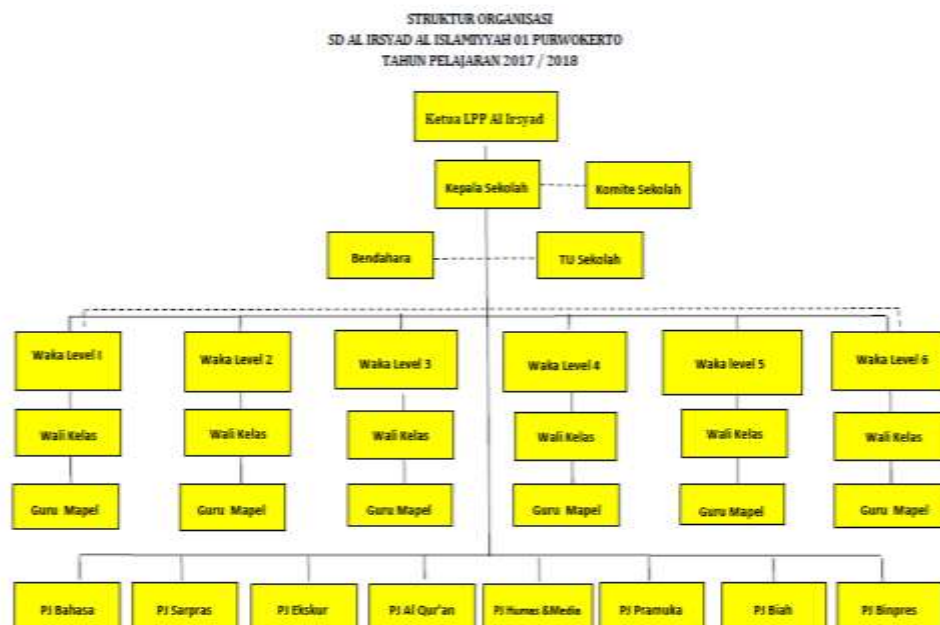 STRUKTUR ORGANISASI
SD AL IRSYAD AL ISLAMIYYAH 01 PURWOKERTO
TAHUN PELAJARAN 2017 / 2018
Ketua LPP Al Irsyad
Kepala Sekolah
Komite Sekolah
Bendahara
TU Sekolah
Waka Level 1
Waka Level 2
Waka Level 3
Waka Level 4
Waka level 5
Waka Level 6
Wali Kelas
Wali Kelas
Wali Kelas
Wali Kelas
Wali Kelas
Wali Kelas
Guru Mapel
Guru Mapel
Guru Mapel
Guru Mapel
Guru Mapel
Guru Mapel
PJ Bahasa
PJ Sarpras
PJ Ekskur
PJ Al Qur'an
PJ Humas &Media
PJ Pramuka
PJ Biah
PJ Binpres